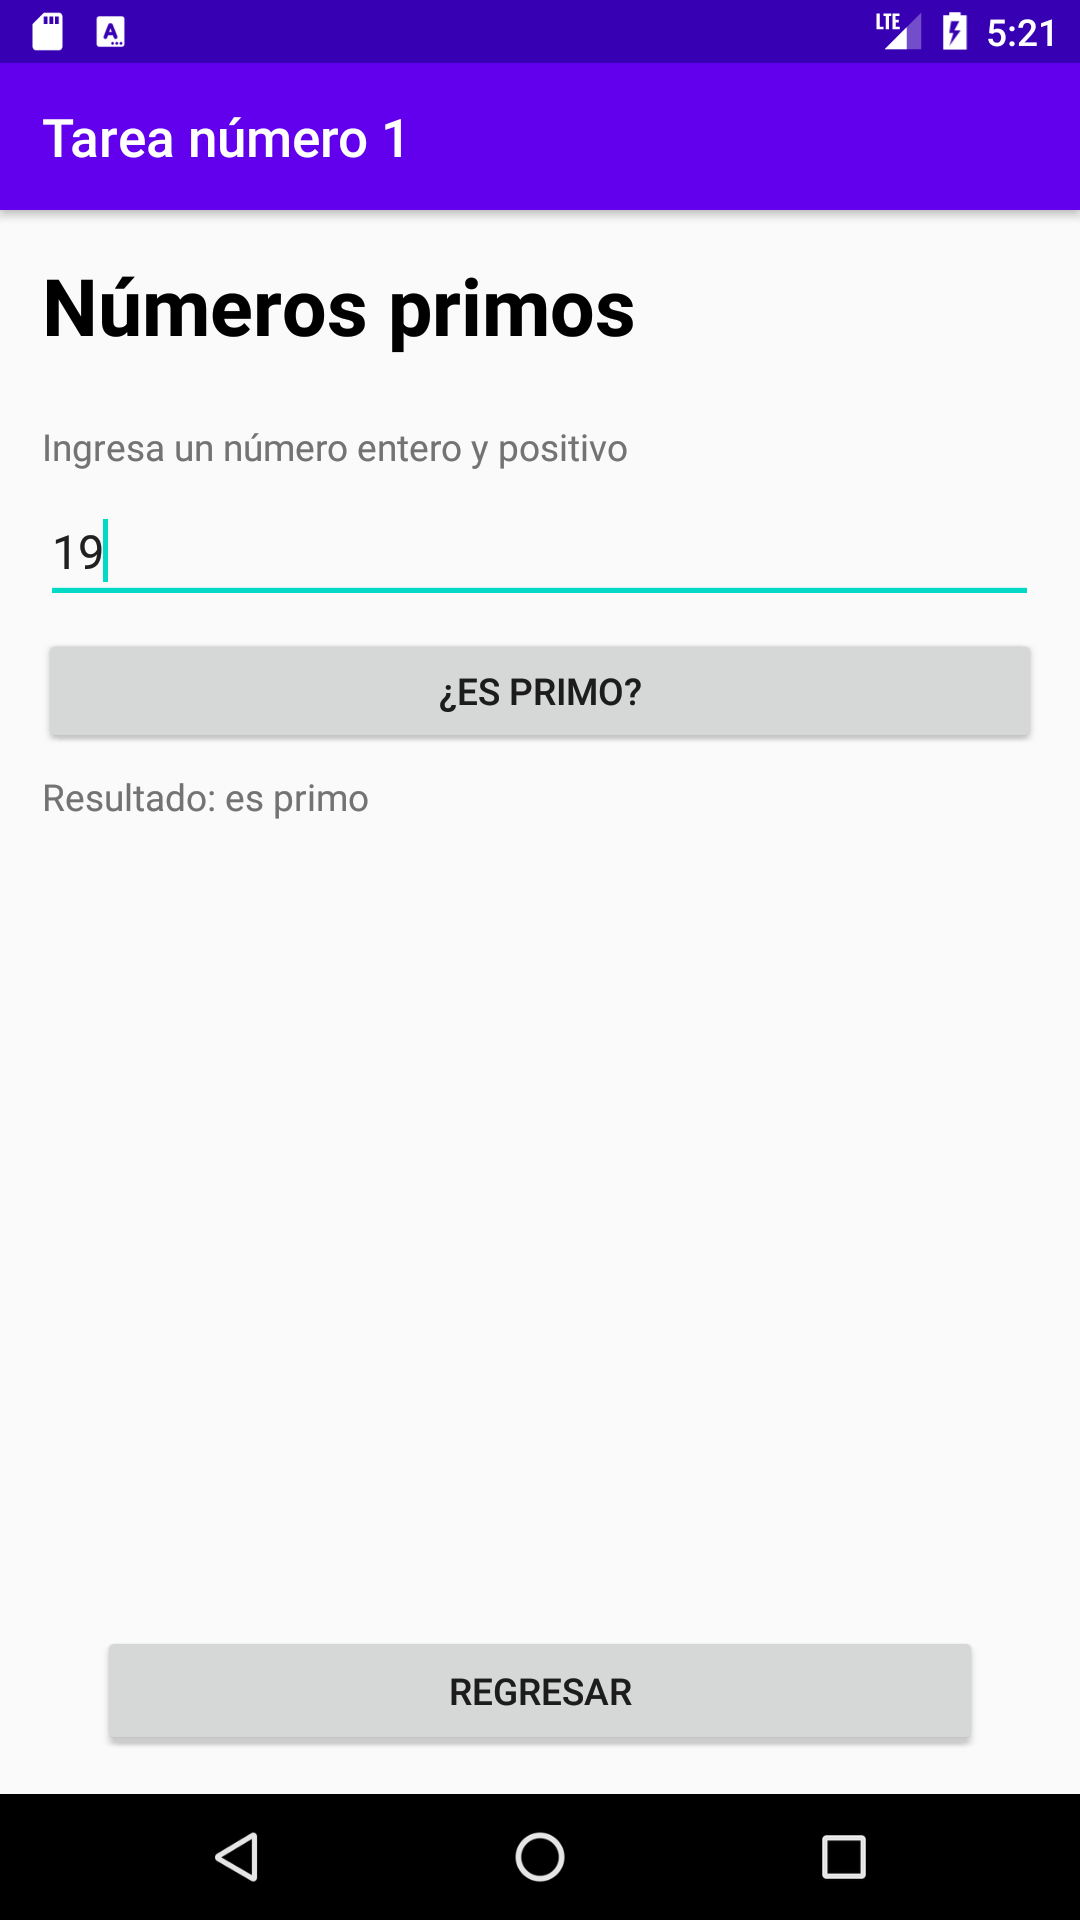 LTE 5:21
Tarea número 1
Números primos
Ingresa un número entero y positivo
19
¿ES PRIMO?
Resultado: es primo
REGRESAR